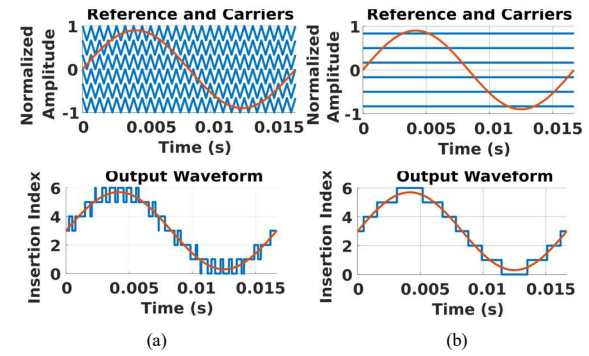 Reference and Carriers
Normalized
Amplitude
1
0
-1
0
0.005
0.01
0.015
Time (s)
Reference and Carriers
Normalized
Amplitude
1
0
-1
0
0.005
0.01
0.015
Time (s)
Output Waveform
Insertion Index
6
4
2
0
0
0.005
0.01
0.015
Time (s)
Output Waveform
Insertion Index
6
4
2
0
0
0.005
0.01
0.015
Time (s)
(a)
(b)